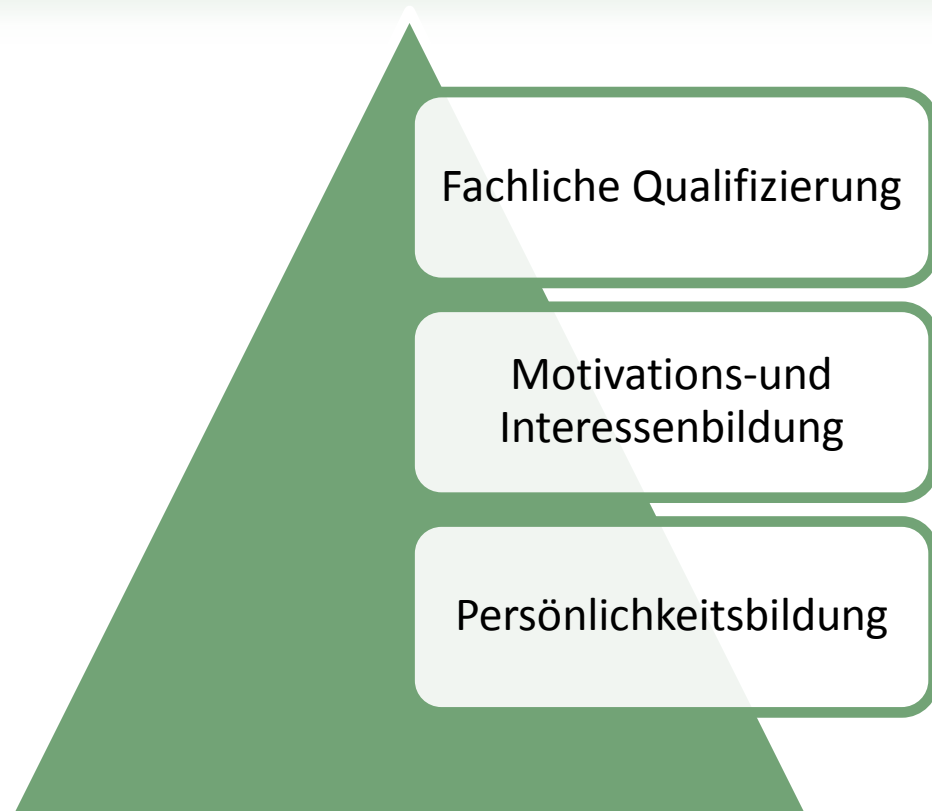 Fachliche Qualifizierung
Motivations-und
Interessenbildung
Persönlichkeitsbildung